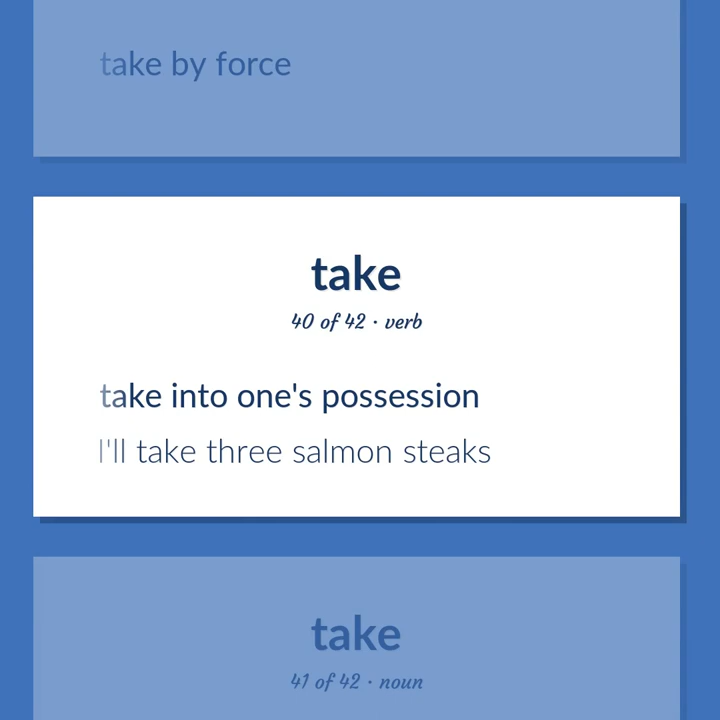 take by force
take
40 of 42 · verb
take into one's possession
I'll take three salmon steaks
take
41 of 42 · noun